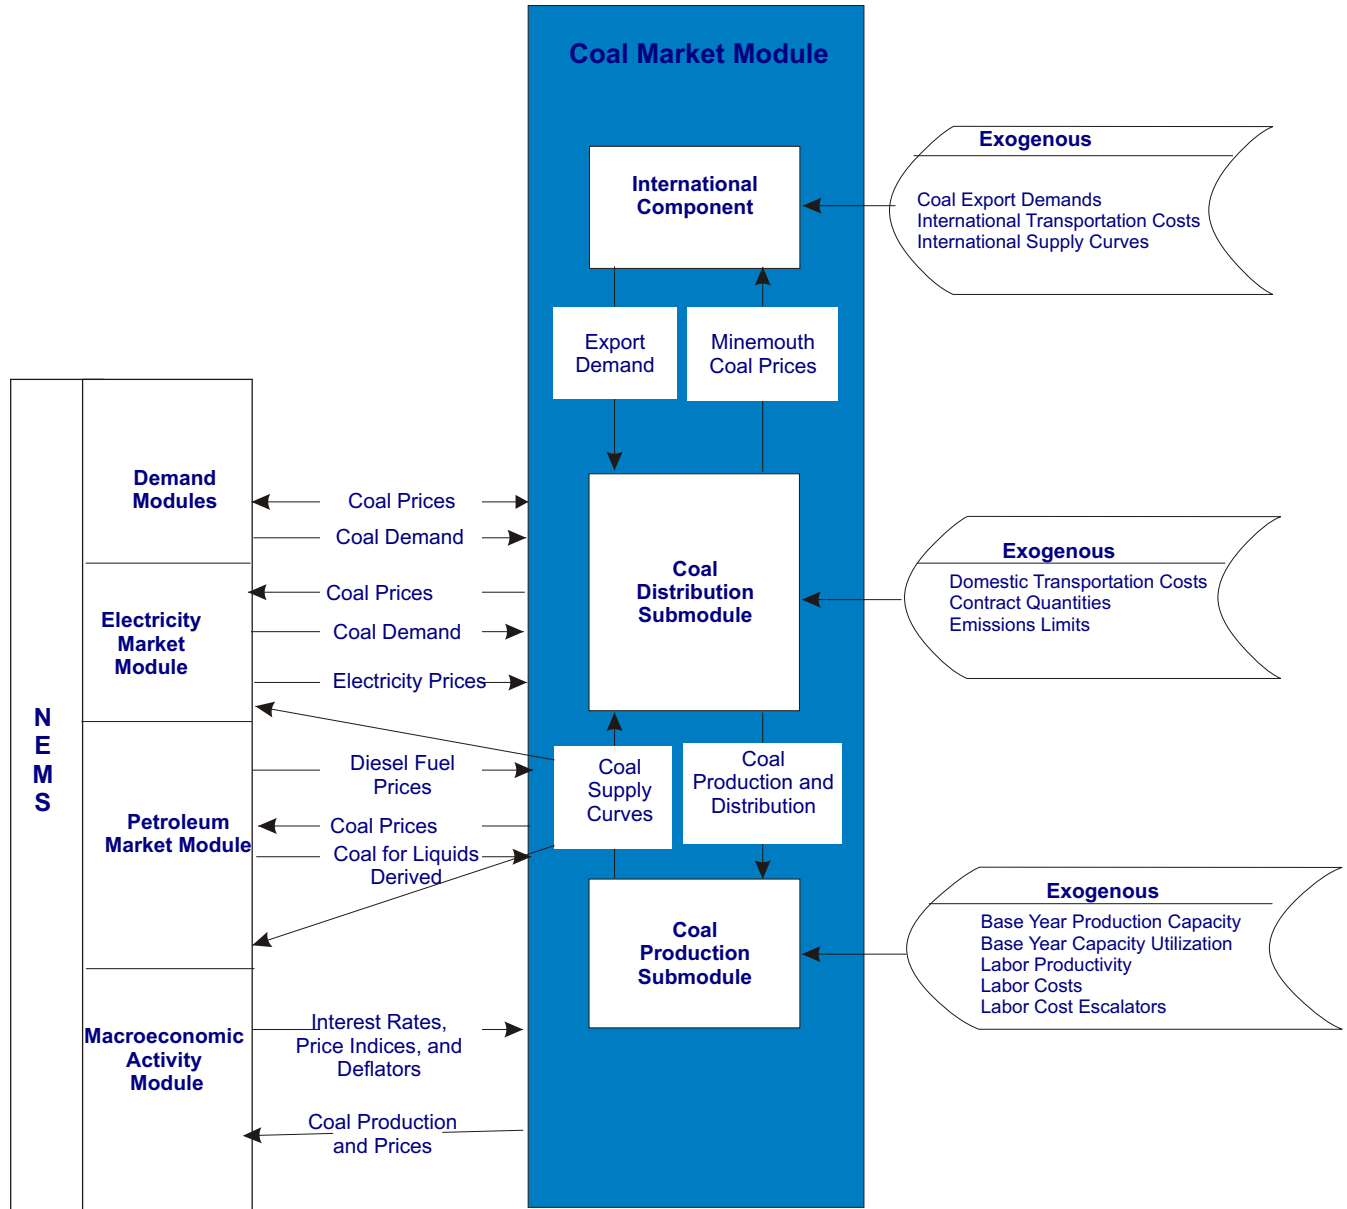 Coal Market Module
International
Component
Exogenous
Coal Export Demands
International Transportation Costs
International Supply Curves
Export
Demand
Minemouth
Coal Prices
N
E
M
S
Demand
Modules
Coal Prices
Coal Demand
Electricity
Market
Module
Coal Prices
Coal Demand
Electricity Prices
Coal
Distribution
Submodule
Exogenous
Domestic Transportation Costs
Contract Quantities
Emissions Limits
Petroleum
Market Module
Diesel Fuel
Prices
Coal Prices
Coal for Liquids
Derived
Coal
Supply
Curves
Coal
Production and
Distribution
Coal
Production
Submodule
Exogenous
Base Year Production Capacity
Base Year Capacity Utilization
Labor Productivity
Labor Costs
Labor Cost Escalators
Macroeconomic
Activity
Module
Interest Rates,
Price Indices, and
Deflators
Coal Production
and Prices